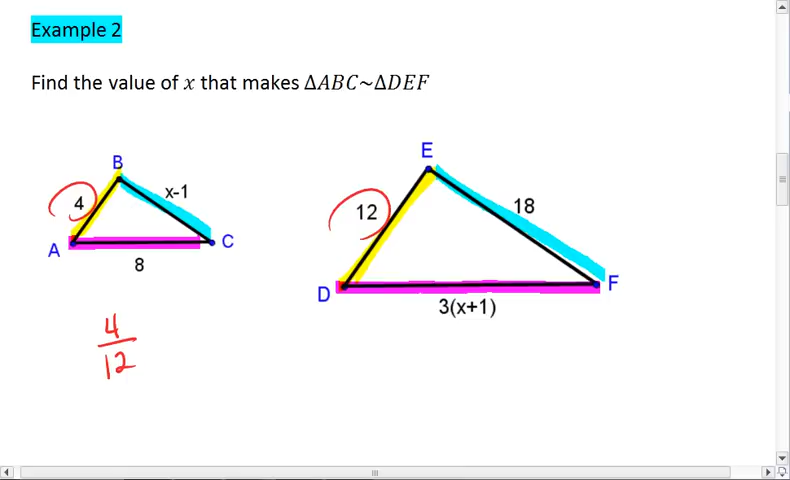 Example 2
Find the value of x that makes ΔABC~ΔDEF
B
4
x-1
A
C
8
E
12
18
D
F
3(x+1)
4
12